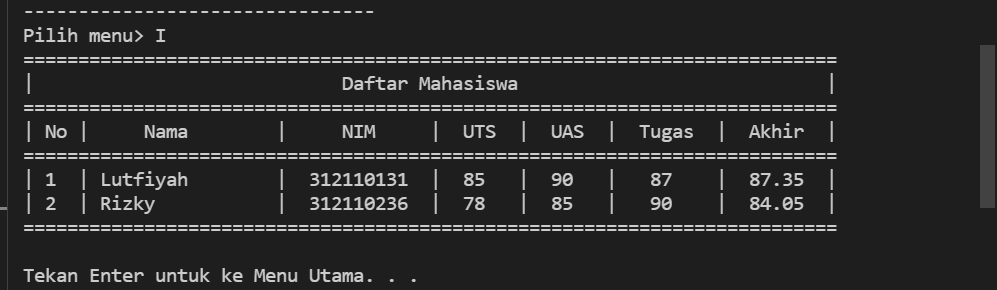 --------------------------------
Pilih menu> I
==========================================================================
|                            Daftar Mahasiswa                            |
==========================================================================
| No |     Nama        |     NIM     |  UTS  |  UAS  |  Tugas  |  Akhir  |
==========================================================================
| 1  | Lutfiyah        |  312110131  |  85   |  90   |   87    |  87.35  |
| 2  | Rizky           |  312110236  |  78   |  85   |   90    |  84.05  |
==========================================================================
Tekan Enter untuk ke Menu Utama. . .